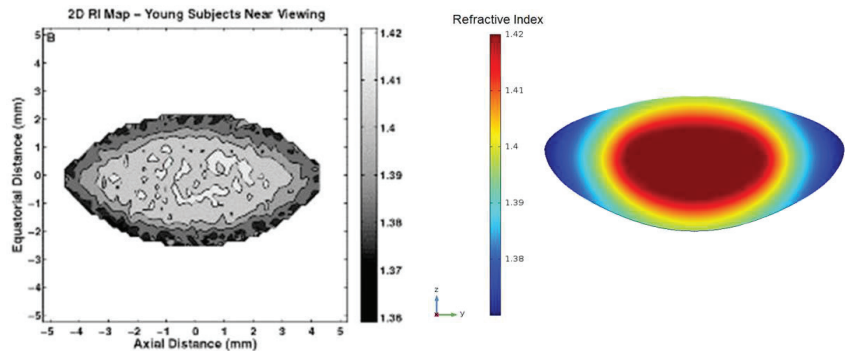 2D RI Map – Young Subjects Near Viewing
B
Equatorial Distance (mm)
5
4
3
2
1
0
−1
−2
−3
−4
−5
−5 −4 −3 −2 −1 0 1 2 3 4 5
Axial Distance (mm)
1.42
1.41
1.4
1.39
1.38
1.37
1.36
Refractive Index
1.42
1.41
1.4
1.39
1.38
z
y